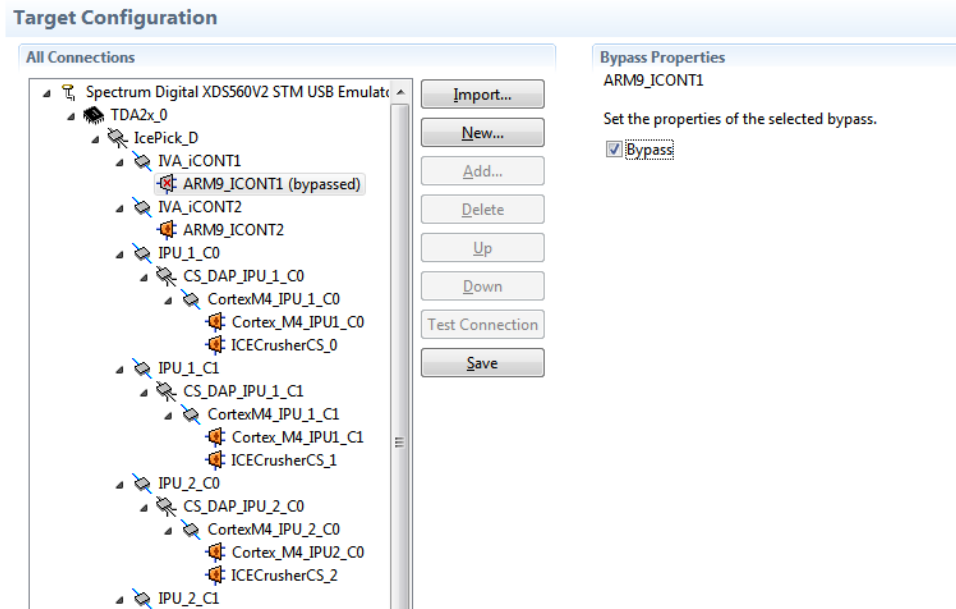 Target Configuration
All Connections
Spectrum Digital XDS560V2 STM USB Emulato
TDA2x_0
IcePick_D
IVA_iCONT1
ARM9_ICONT1 (bypassed)
IVA_iCONT2
ARM9_ICONT2
IPU_1_C0
CS_DAP_IPU_1_C0
CortexM4_IPU_1_C0
Cortex_M4_IPU1_C0
ICECrusherCS_0
IPU_1_C1
CS_DAP_IPU_1_C1
CortexM4_IPU_1_C1
Cortex_M4_IPU1_C1
ICECrusherCS_1
IPU_2_C0
CS_DAP_IPU_2_C0
CortexM4_IPU_2_C0
Cortex_M4_IPU2_C0
ICECrusherCS_2
IPU_2_C1
Import...
New...
Add...
Delete
Up
Down
Test Connection
Save
Bypass Properties
ARM9_ICONT1
Set the properties of the selected bypass.
Bypass